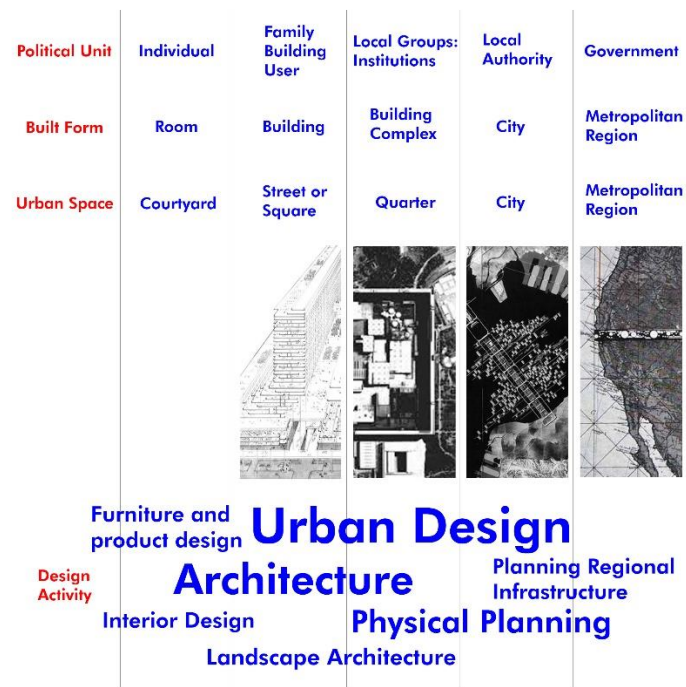 Political Unit
Individual
Family
Building
User
Local Groups:
Institutions
Local
Authority
Government
Built Form
Room
Building
Building
Complex
City
Metropolitan
Region
Urban Space
Courtyard
Street or
Square
Quarter
City
Metropolitan
Region
Furniture and
product design
Urban Design
Design
Activity
Architecture
Planning Regional
Infrastructure
Interior Design
Physical Planning
Landscape Architecture